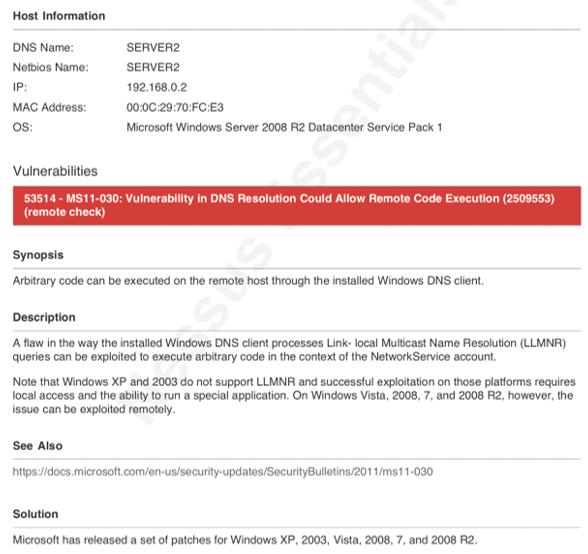 Host Information
DNS Name: SERVER2
Netbios Name: SERVER2
IP: 192.168.0.2
MAC Address: 00:0C:29:70:FC:E3
OS: Microsoft Windows Server 2008 R2 Datacenter Service Pack 1
Vulnerabilities
53514 - MS11-030: Vulnerability in DNS Resolution Could Allow Remote Code Execution (2509553)
(remote check)
Synopsis
Arbitrary code can be executed on the remote host through the installed Windows DNS client.
Description
A flaw in the way the installed Windows DNS client processes Link- local Multicast Name Resolution (LLMNR)
queries can be exploited to execute arbitrary code in the context of the NetworkService account.
Note that Windows XP and 2003 do not support LLMNR and successful exploitation on those platforms requires
local access and the ability to run a special application. On Windows Vista, 2008, 7, and 2008 R2, however, the
issue can be exploited remotely.
See Also
https://docs.microsoft.com/en-us/security-updates/SecurityBulletins/2011/ms11-030
Solution
Microsoft has released a set of patches for Windows XP, 2003, Vista, 2008, 7, and 2008 R2.